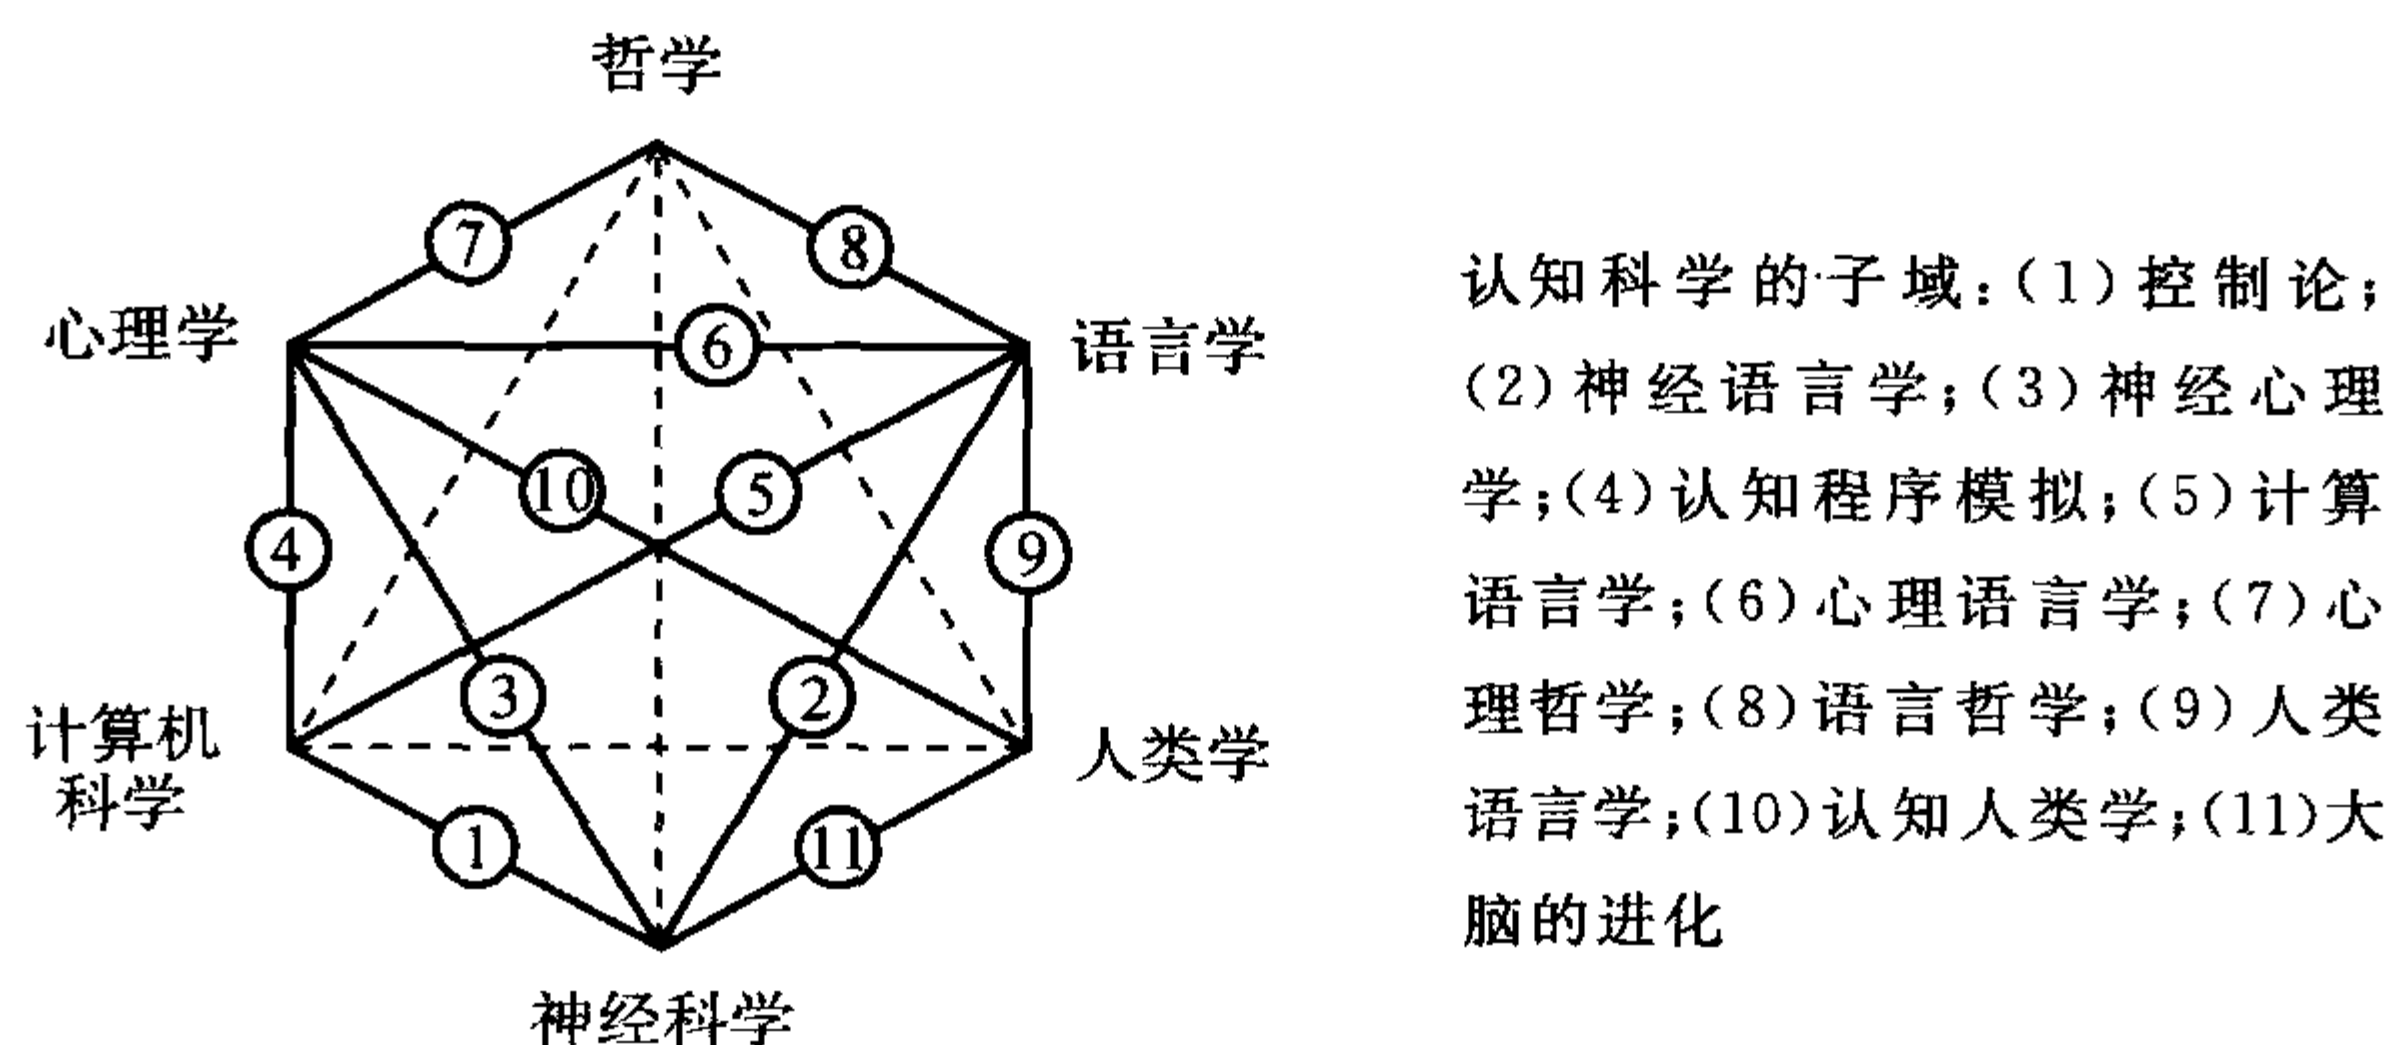 哲学
⑦
⑧
心理学
⑥
语言学
⑩
⑤
④
⑨
③
②
计算机
科学
人类学
①
⑪
神经科学
认知科学的子域:(1)控制论;
(2)神经语言学;(3)神经心理
学;(4)认知程序模拟;(5)计算
语言学;(6)心理语言学;(7)心
理哲学;(8)语言哲学;(9)人类
语言学;(10)认知人类学;(11)大
脑的进化